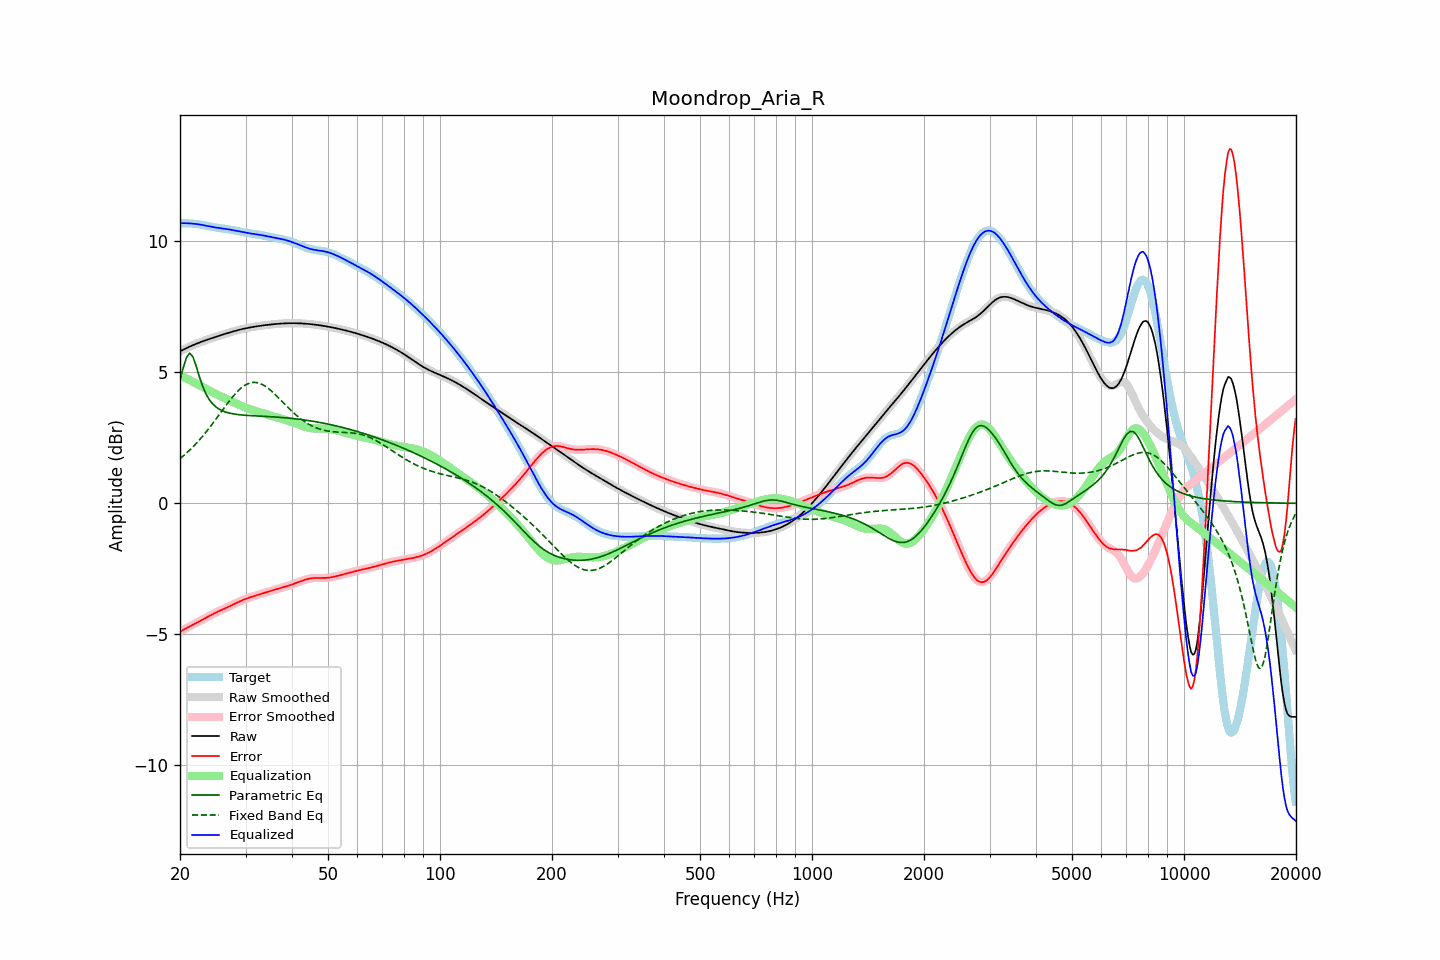 Moondrop_Aria_R
Amplitude (dBr)
10
5
0
−5
−10
Target
Raw Smoothed
Error Smoothed
Raw
Error
Equalization
Parametric Eq
Fixed Band Eq
Equalized
20 50 100 200 500 1000 2000 5000 10000 20000
Frequency (Hz)